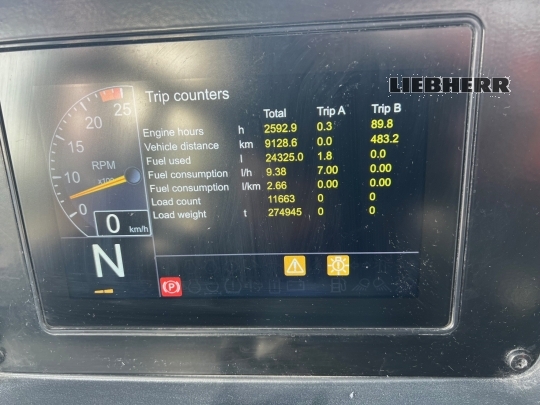 LIEBHERR
Trip counters
Total Trip A Trip B
Engine hours h 2592.9 0.3 89.8
Vehicle distance km 9128.6 0.0 483.2
Fuel used l 24325.0 1.8 0.0
Fuel consumption l/h 9.38 7.00 0.00
Fuel consumption l/km 2.66 0.00 0.00
Load count 11663 0 0
Load weight t 274945 0 0
25
20
15
10
0
RPM
x100
0 km/h
N
P